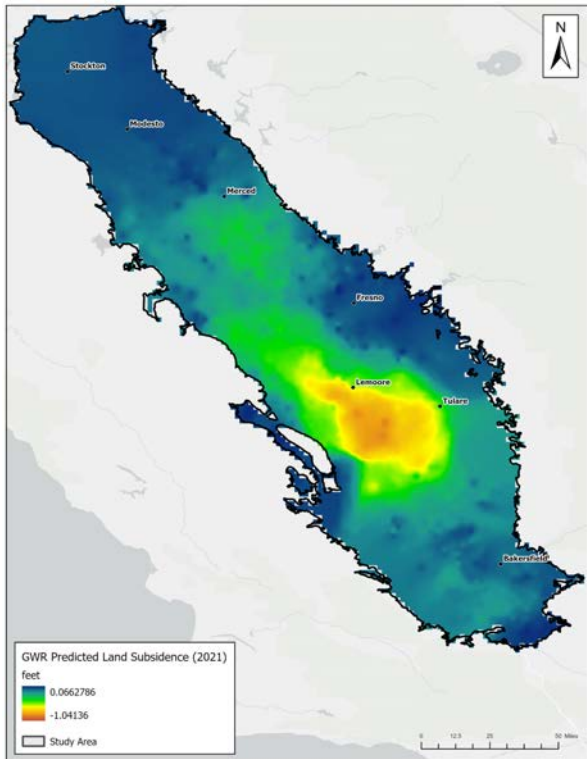 N
Stockton
Modesto
Merced
Fresno
Lemoore
Tulare
Bakersfield
GWR Predicted Land Subsidence (2021)
feet
0.0662786
-1.04136
Study Area
0 12.5 25 50 Miles